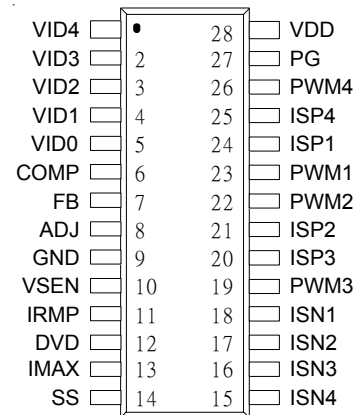 VID4 28 VDD
VID3 2 27 PG
VID2 3 26 PWM4
VID1 4 25 ISP4
VID0 5 24 ISP1
COMP 6 23 PWM1
FB 7 22 PWM2
ADJ 8 21 ISP2
GND 9 20 ISP3
VSEN 10 19 PWM3
IRMP 11 18 ISN1
DVD 12 17 ISN2
IMAX 13 16 ISN3
SS 14 15 ISN4